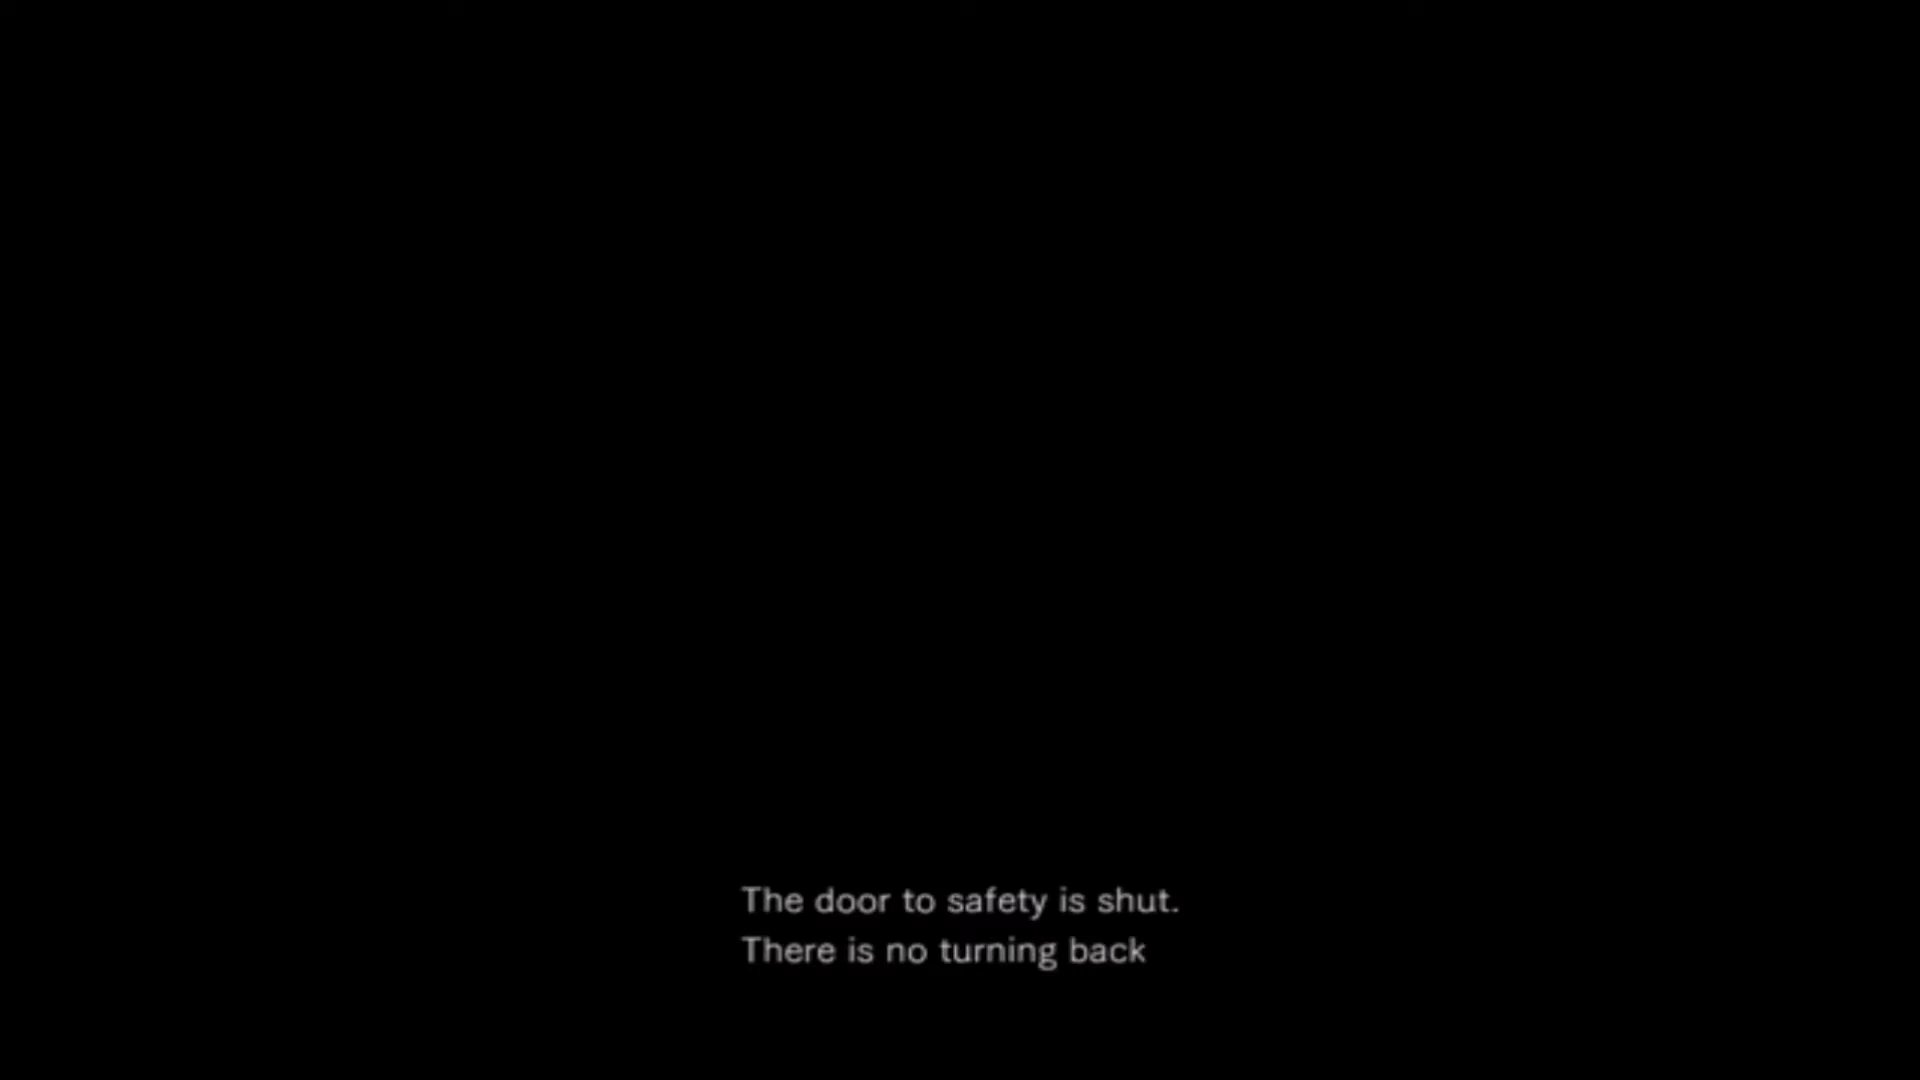 The door to safety is shut.
There is no turning back